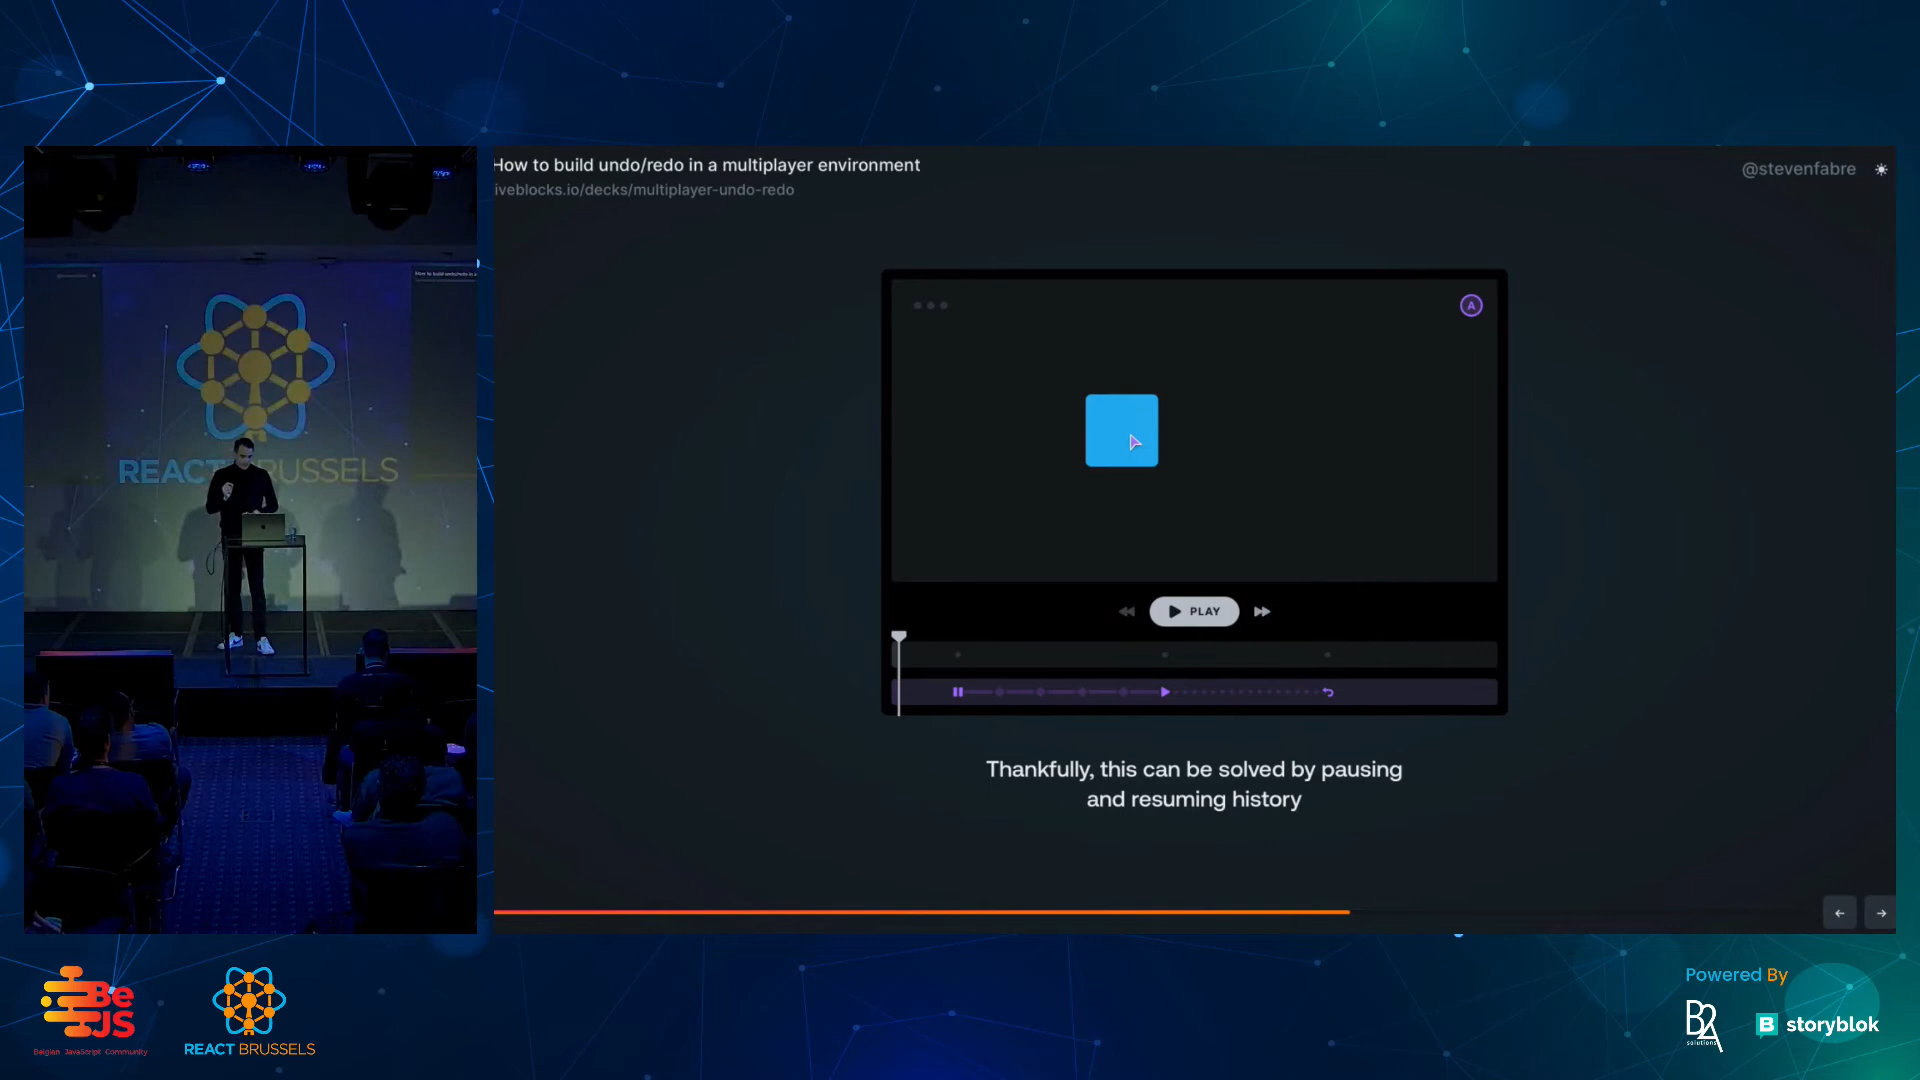 How to build undo/redo in a multiplayer environment
iveblocks.io/decks/multiplayer-undo-redo
@stevenfabre
A
PLAY
Thankfully, this can be solved by pausing
and resuming history
REACT BRUSSELS
Be
JS
Belgian JavaScript Community
REACT BRUSSELS
Powered By
B2A
solutions
B storyblok